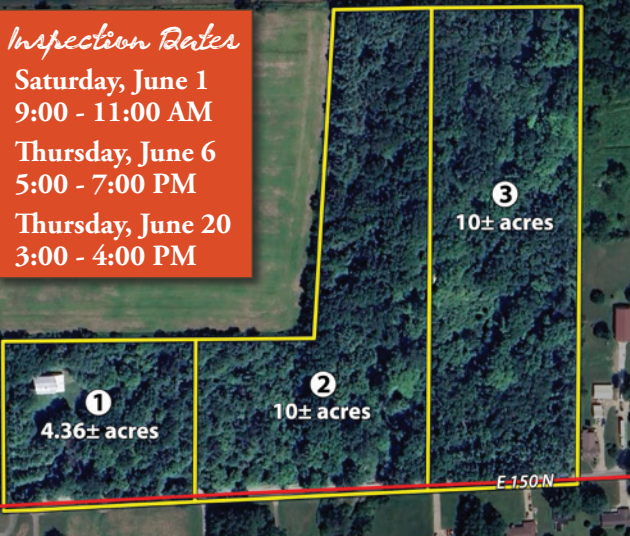 Inspection Dates
Saturday, June 1
9:00 - 11:00 AM
Thursday, June 6
5:00 - 7:00 PM
Thursday, June 20
3:00 - 4:00 PM
3
10± acres
2
10± acres
1
4.36± acres
E 150 N